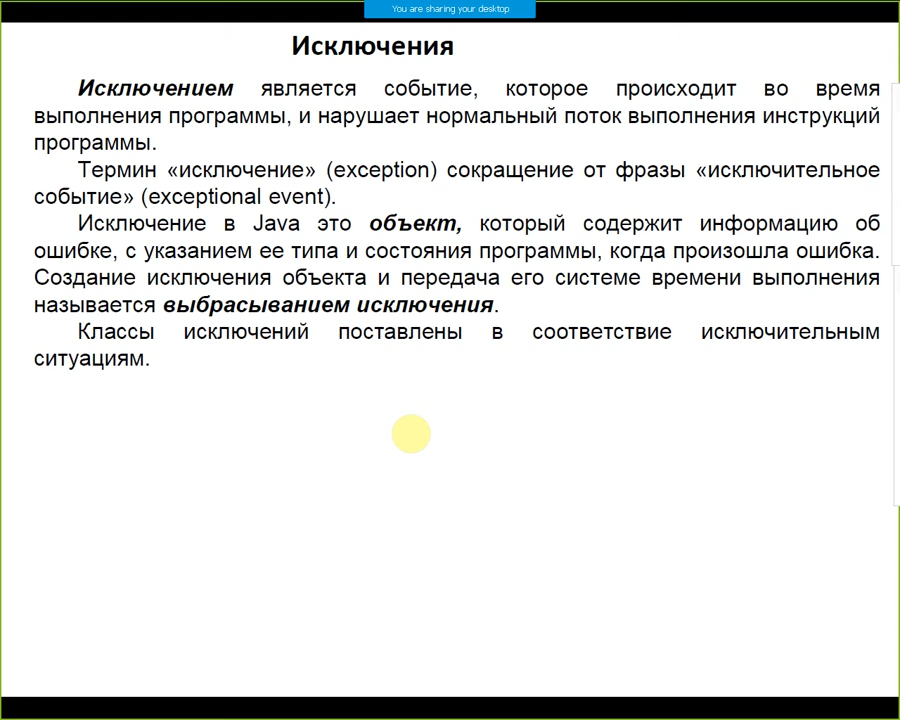 You are sharing your desktop
Исключения
Исключением является событие, которое происходит во время
выполнения программы, и нарушает нормальный поток выполнения инструкций
программы.
Термин «исключение» (exception) сокращение от фразы «исключительное
событие» (exceptional event).
Исключение в Java это объект, который содержит информацию об
ошибке, с указанием ее типа и состояния программы, когда произошла ошибка.
Создание исключения объекта и передача его системе времени выполнения
называется выбрасыванием исключения.
Классы исключений поставлены в соответствие исключительным
ситуациям.